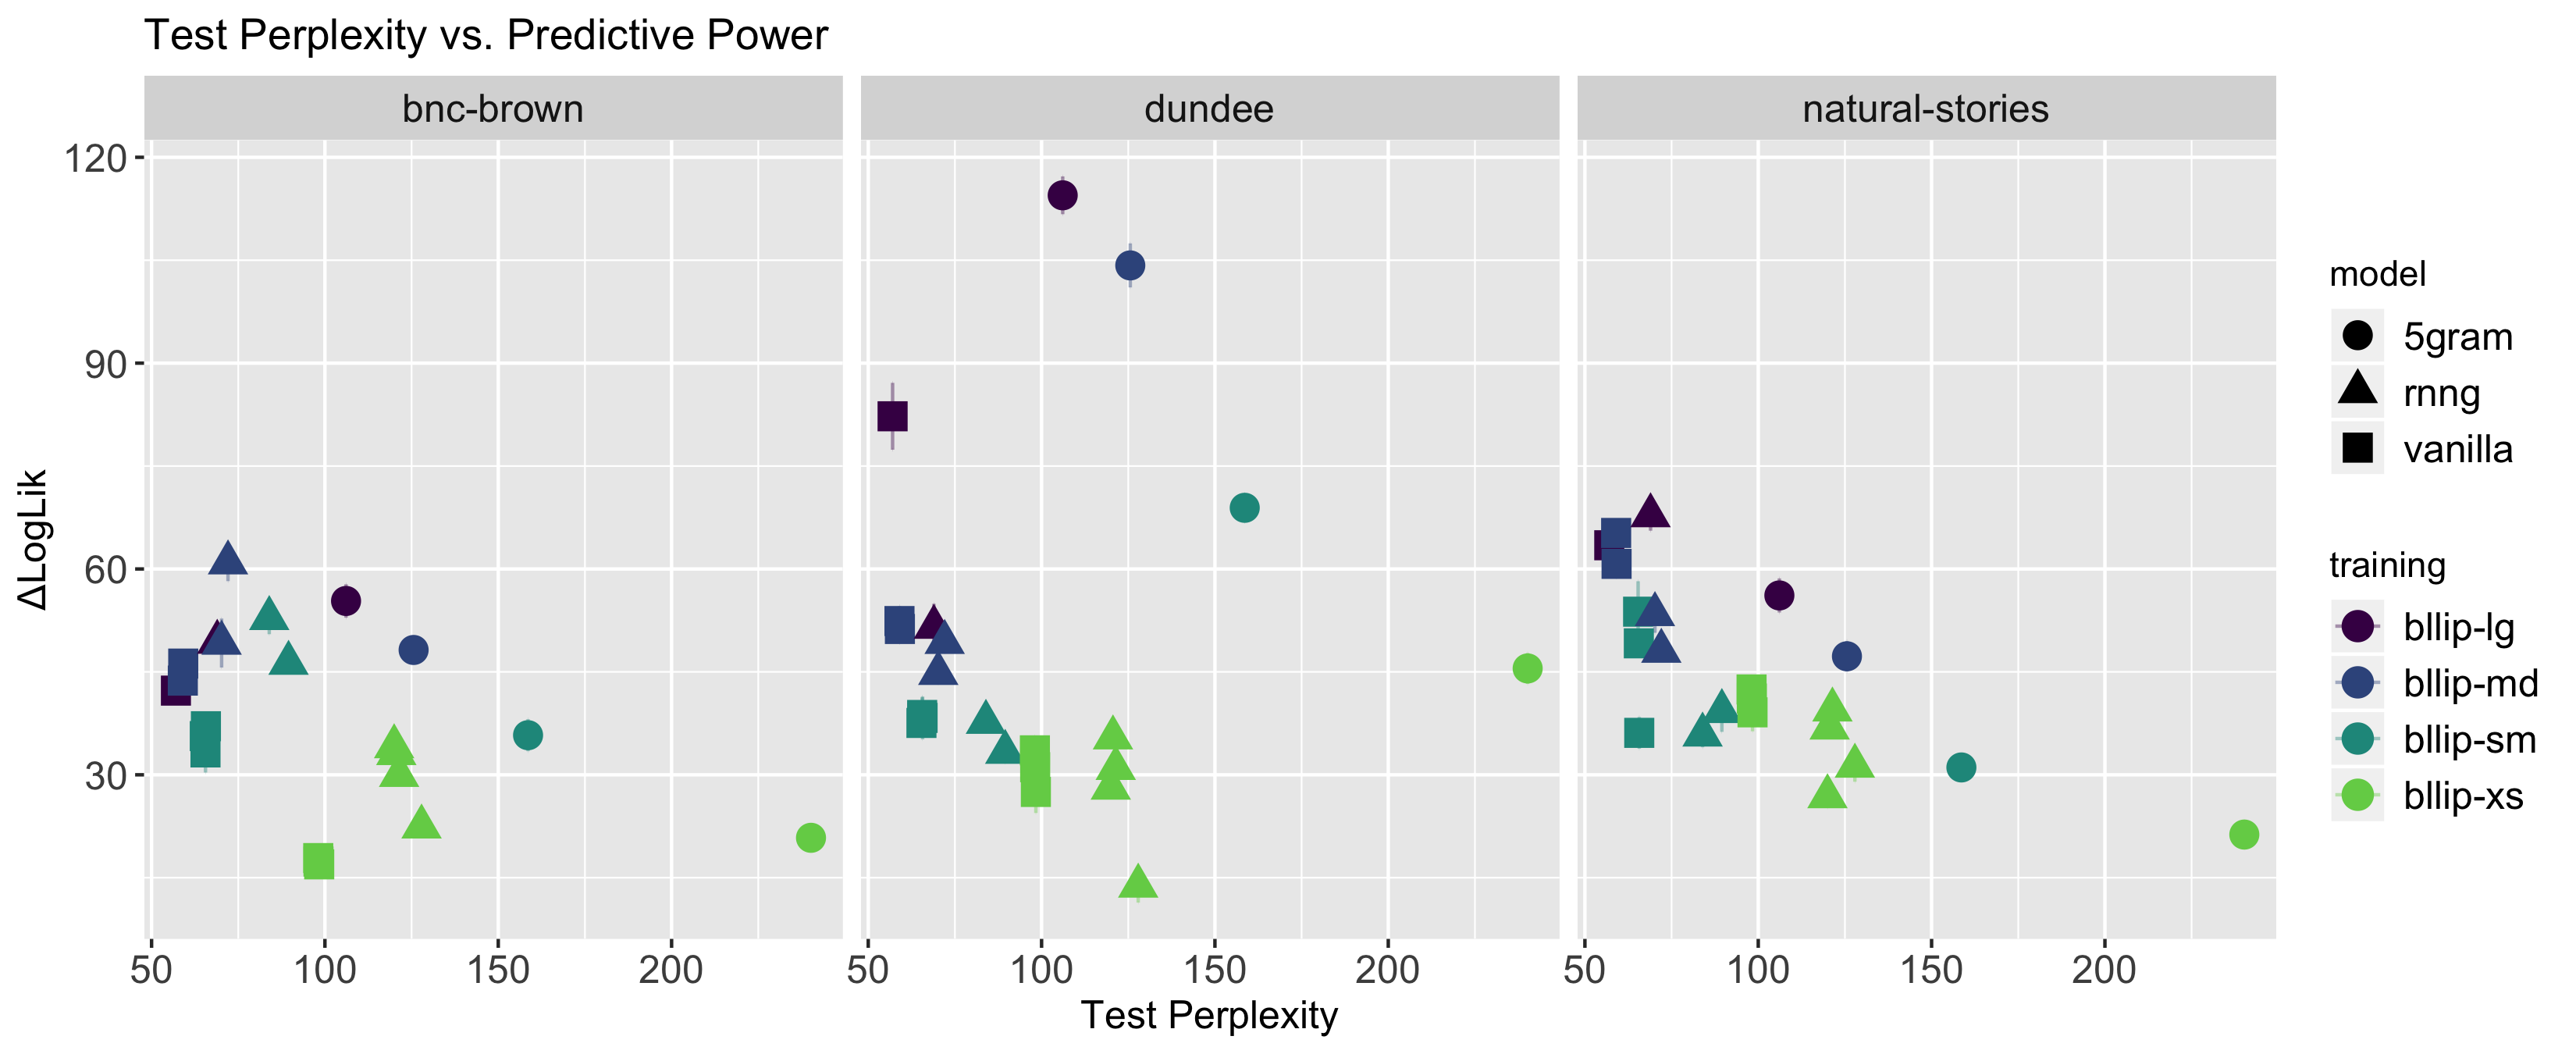 Test Perplexity vs. Predictive Power
bnc-brown
dundee
natural-stories
120
90
60
30
ΔLogLik
50 100 150 200
50 100 150 200
50 100 150 200
Test Perplexity
model
5gram
rnng
vanilla
training
bllip-lg
bllip-md
bllip-sm
bllip-xs